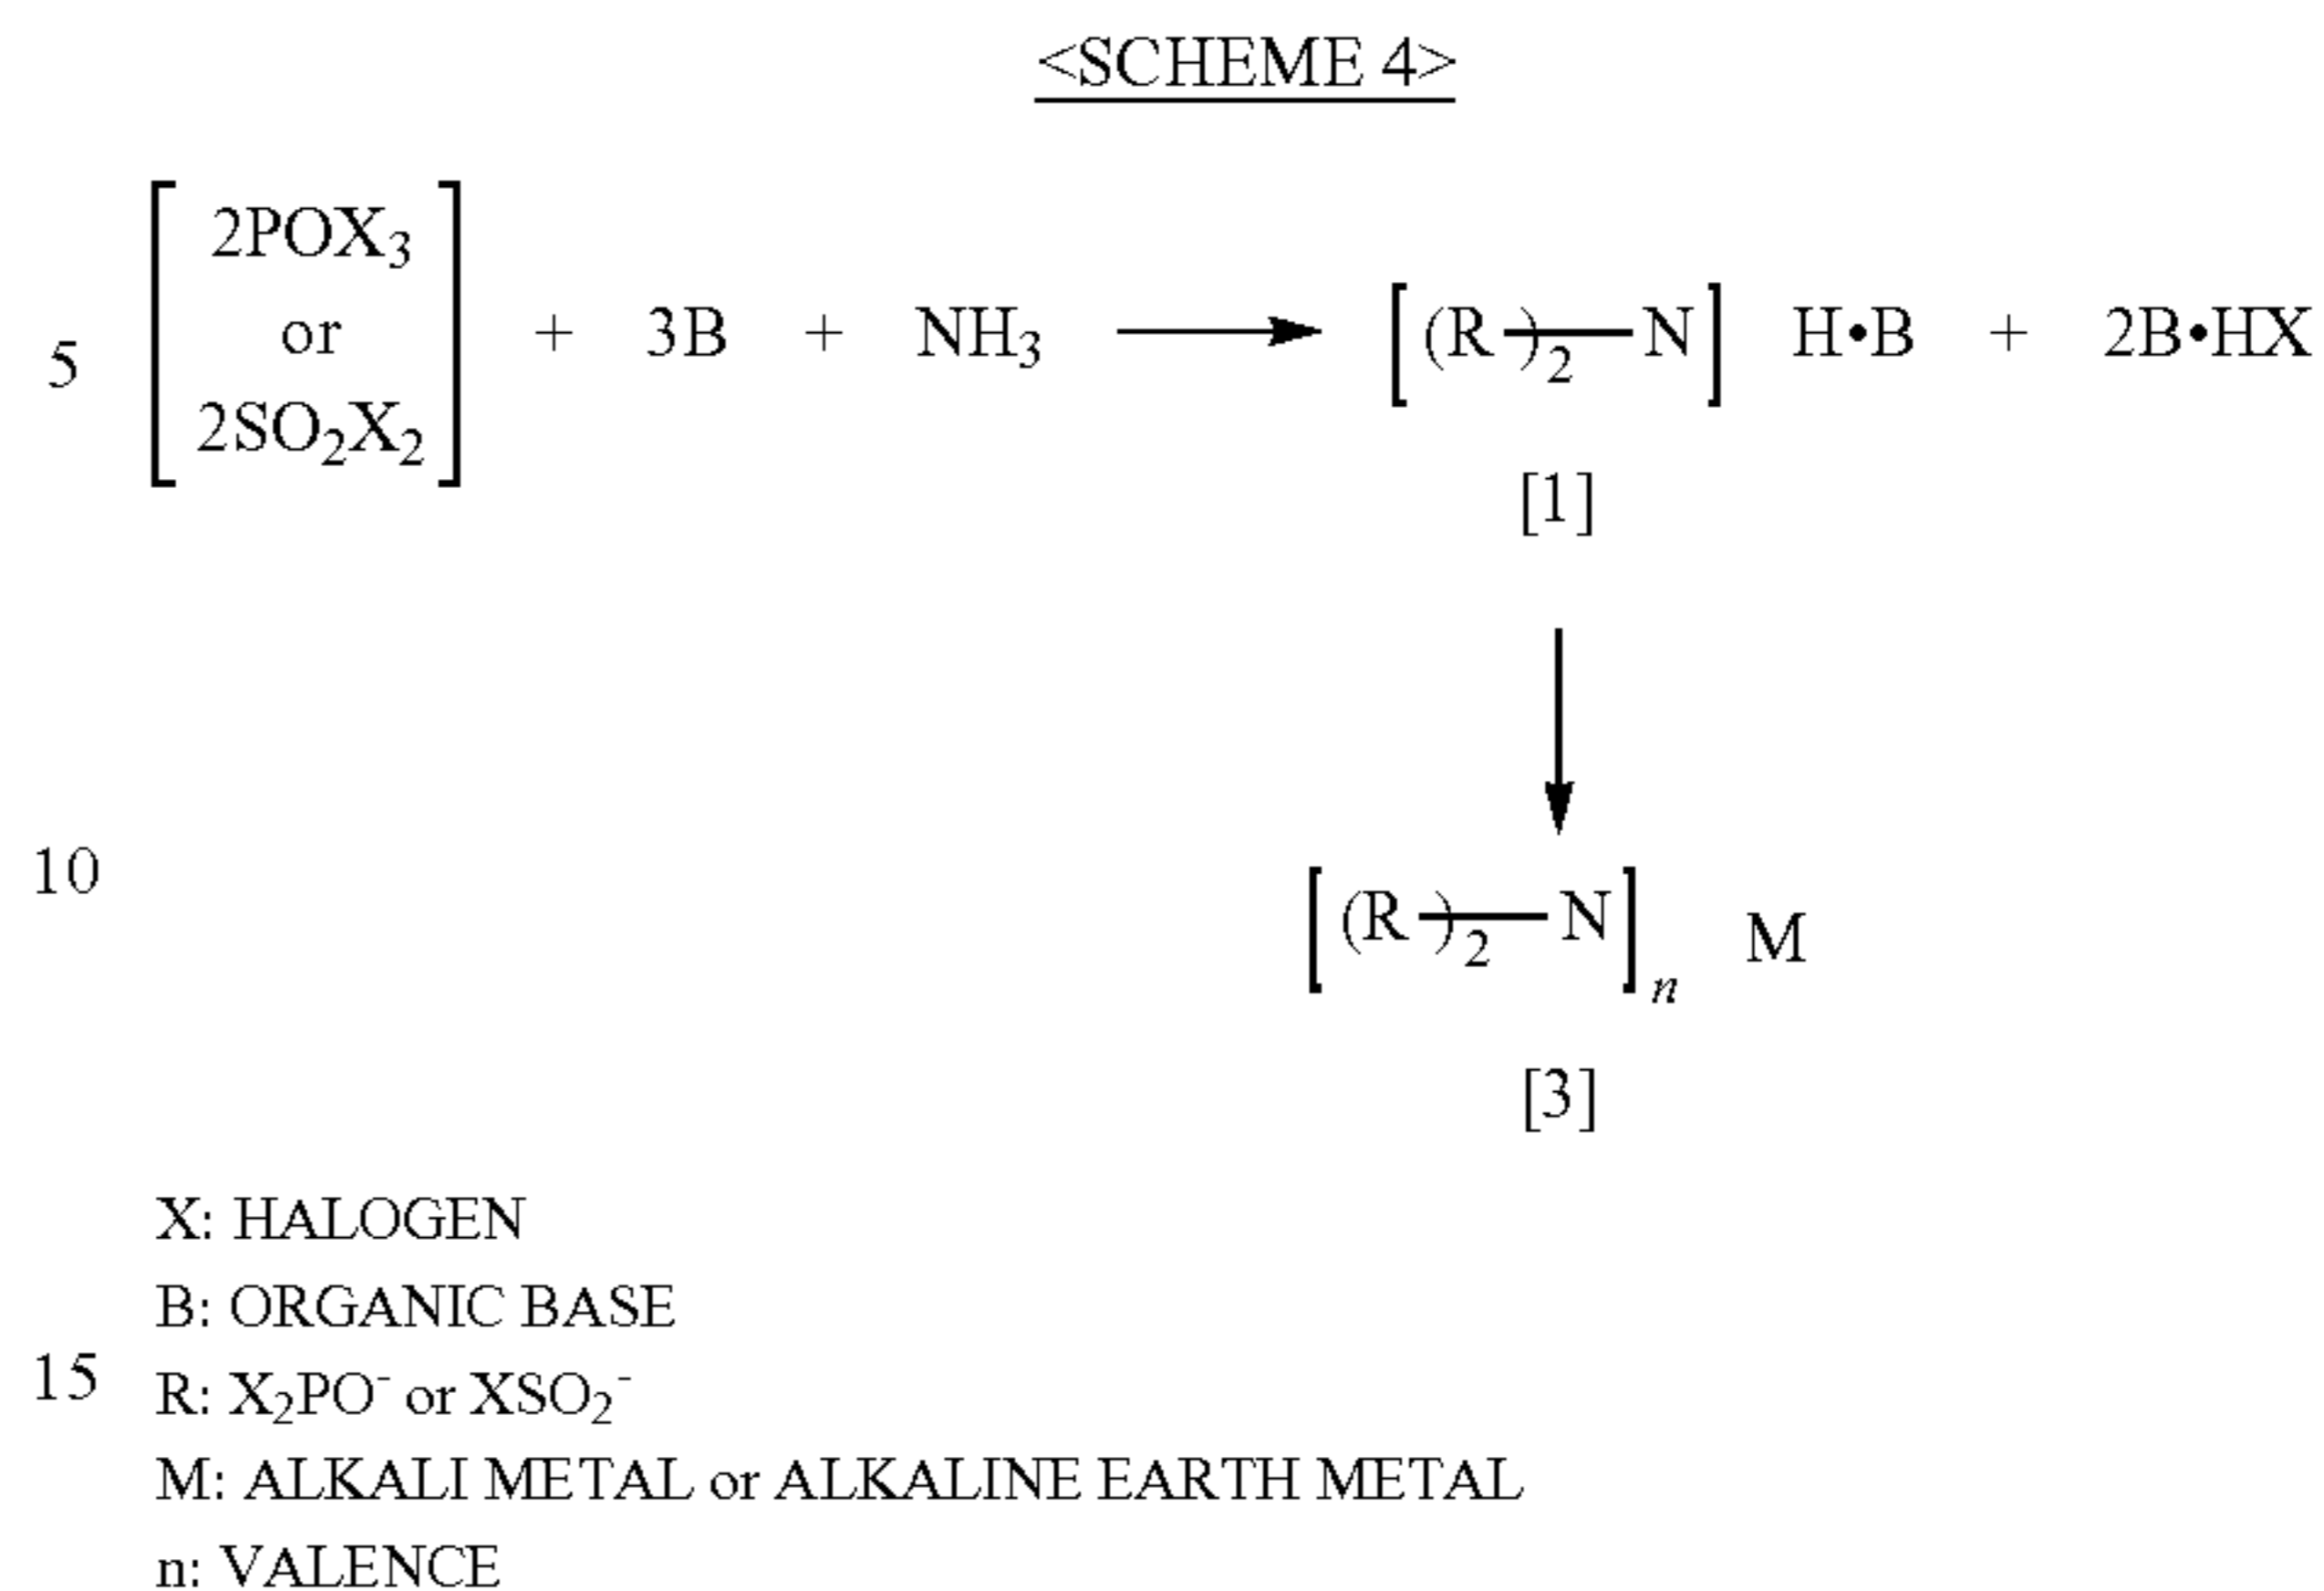 <SCHEME 4>
2POX₃
or
5 2SO₂X₂ + 3B + NH₃ ⟶ [(R)₂—N] H•B + 2B•HX
[1]
10 [(R)₂—N]ₙ M
[3]
X: HALOGEN
B: ORGANIC BASE
15 R: X₂PO⁻ or XSO₂⁻
M: ALKALI METAL or ALKALINE EARTH METAL
n: VALENCE